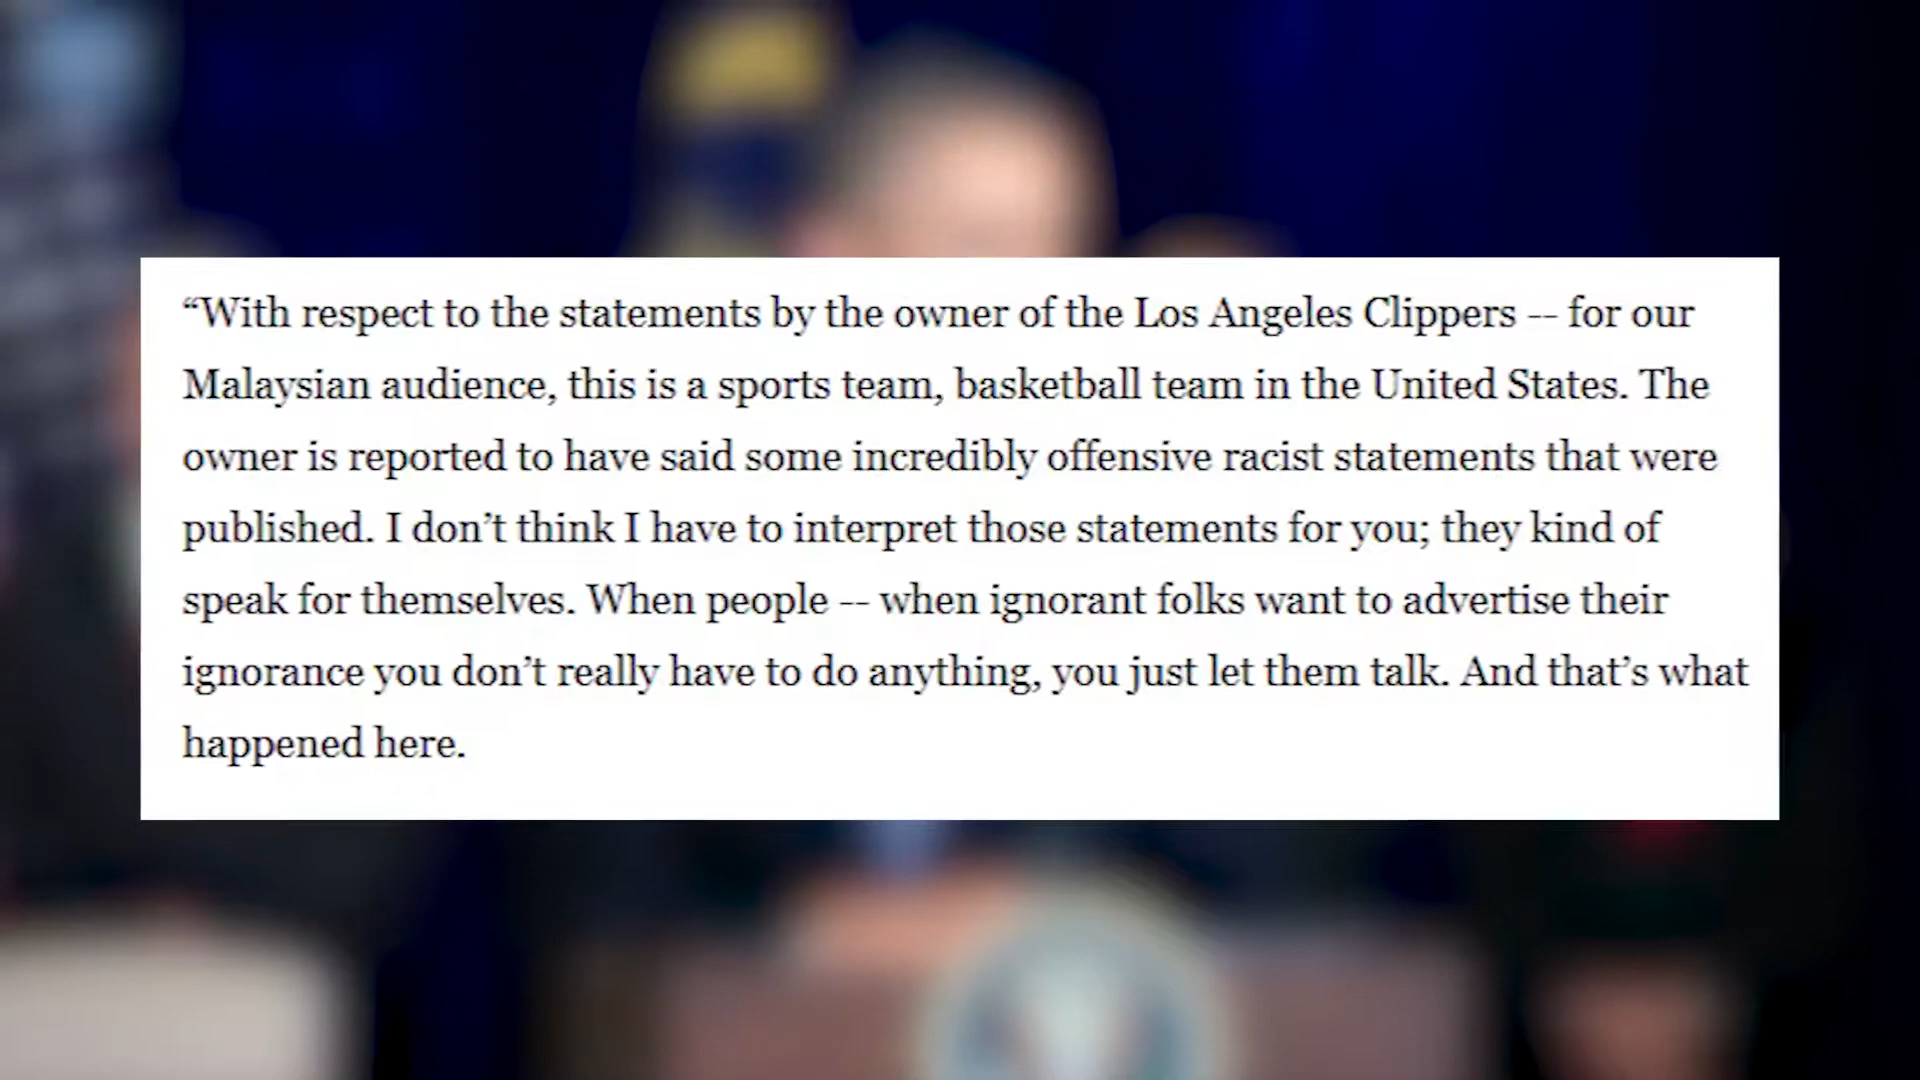 “With respect to the statements by the owner of the Los Angeles Clippers -- for our
Malaysian audience, this is a sports team, basketball team in the United States. The
owner is reported to have said some incredibly offensive racist statements that were
published. I don’t think I have to interpret those statements for you; they kind of
speak for themselves. When people -- when ignorant folks want to advertise their
ignorance you don’t really have to do anything, you just let them talk. And that’s what
happened here.